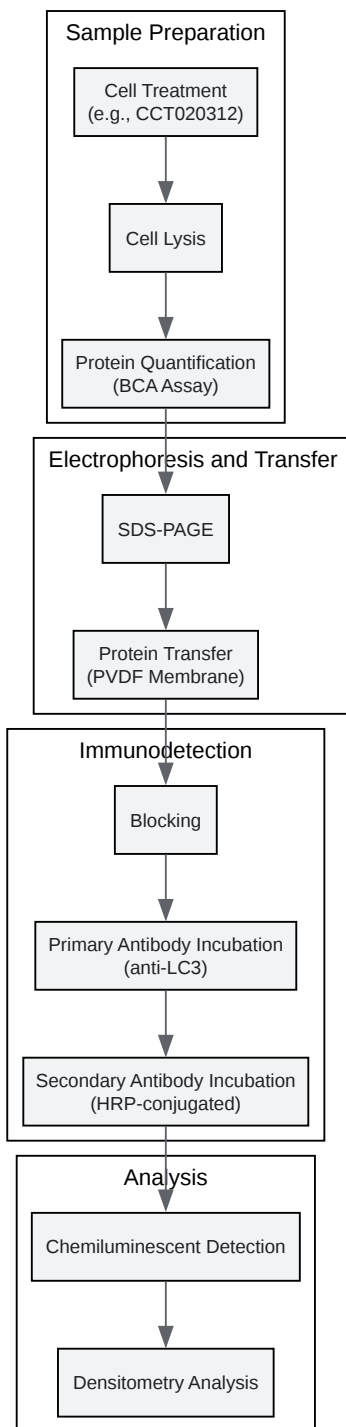 Sample Preparation
Cell Treatment
(e.g., CCT020312)
Cell Lysis
Protein Quantification
(BCA Assay)
Electrophoresis and Transfer
SDS-PAGE
Protein Transfer
(PVDF Membrane)
Immunodetection
Blocking
Primary Antibody Incubation
(anti-LC3)
Secondary Antibody Incubation
(HRP-conjugated)
Analysis
Chemiluminescent Detection
Densitometry Analysis